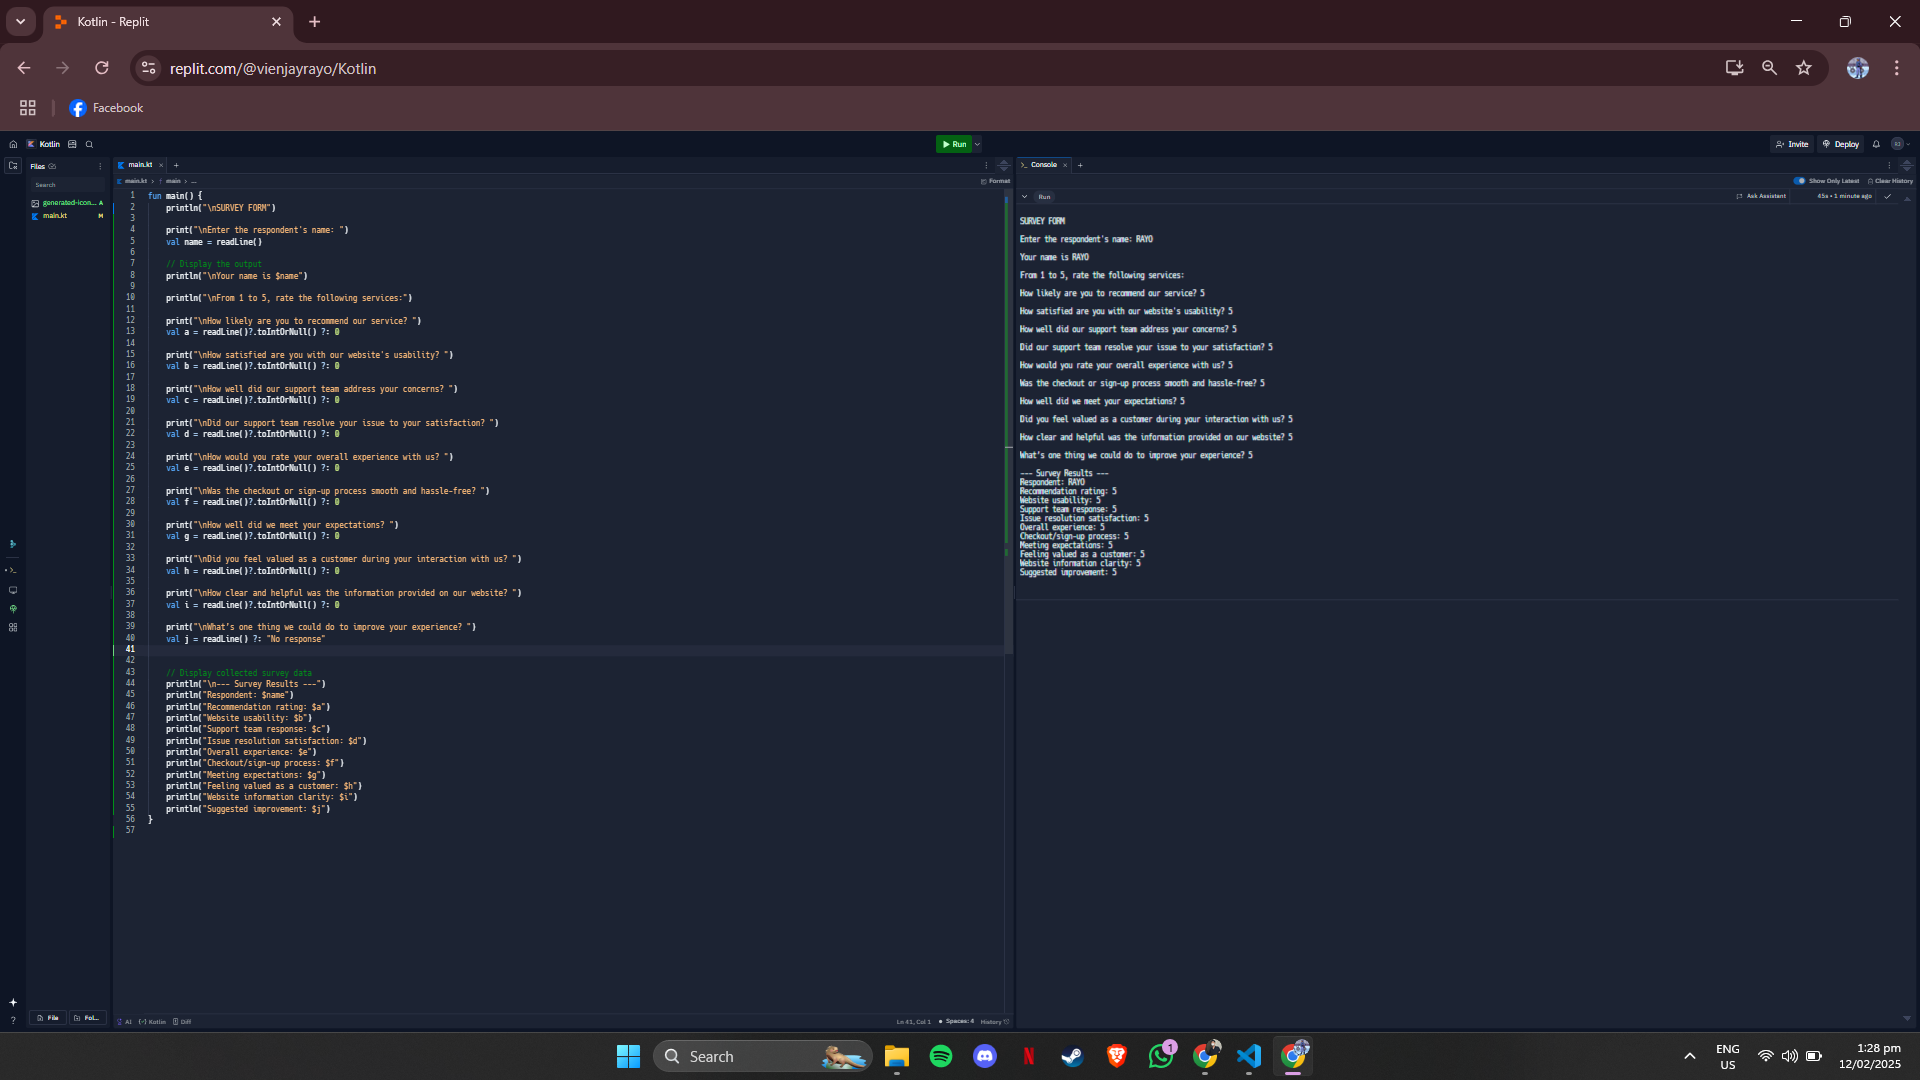 Kotlin - Replit
replit.com/@vienjayrayo/Kotlin
Facebook
Kotlin
Run
Invite
Deploy
Files
Search
generated-icon... A
main.kt M
main.kt
main.kt > main > ...
Format
1 fun main() {
2 println("\nSURVEY FORM")
3
4 print("\nEnter the respondent's name: ")
5 val name = readLine()
6
7 // Display the output
8 println("\nYour name is $name")
9
10 println("\nFrom 1 to 5, rate the following services:")
11
12 print("\nHow likely are you to recommend our service? ")
13 val a = readLine()?.toIntOrNull() ?: 0
14
15 print("\nHow satisfied are you with our website's usability? ")
16 val b = readLine()?.toIntOrNull() ?: 0
17
18 print("\nHow well did our support team address your concerns? ")
19 val c = readLine()?.toIntOrNull() ?: 0
20
21 print("\nDid our support team resolve your issue to your satisfaction? ")
22 val d = readLine()?.toIntOrNull() ?: 0
23
24 print("\nHow would you rate your overall experience with us? ")
25 val e = readLine()?.toIntOrNull() ?: 0
26
27 print("\nWas the checkout or sign-up process smooth and hassle-free? ")
28 val f = readLine()?.toIntOrNull() ?: 0
29
30 print("\nHow well did we meet your expectations? ")
31 val g = readLine()?.toIntOrNull() ?: 0
32
33 print("\nDid you feel valued as a customer during your interaction with us? ")
34 val h = readLine()?.toIntOrNull() ?: 0
35
36 print("\nHow clear and helpful was the information provided on our website? ")
37 val i = readLine()?.toIntOrNull() ?: 0
38
39 print("\nWhat's one thing we could do to improve your experience? ")
40 val j = readLine() ?: "No response"
41
42
43 // Display collected survey data
44 println("\n--- Survey Results ---")
45 println("Respondent: $name")
46 println("Recommendation rating: $a")
47 println("Website usability: $b")
48 println("Support team response: $c")
49 println("Issue resolution satisfaction: $d")
50 println("Overall experience: $e")
51 println("Checkout/sign-up process: $f")
52 println("Meeting expectations: $g")
53 println("Feeling valued as a customer: $h")
54 println("Website information clarity: $i")
55 println("Suggested improvement: $j")
56 }
57
File
Fol...
AI
Kotlin
Diff
Ln 41, Col 1
Spaces: 4
History
Console
Show Only Latest
Clear History
Run
Ask Assistant
45s • 1 minute ago
SURVEY FORM
Enter the respondent's name: RAYO
Your name is RAYO
From 1 to 5, rate the following services:
How likely are you to recommend our service? 5
How satisfied are you with our website's usability? 5
How well did our support team address your concerns? 5
Did our support team resolve your issue to your satisfaction? 5
How would you rate your overall experience with us? 5
Was the checkout or sign-up process smooth and hassle-free? 5
How well did we meet your expectations? 5
Did you feel valued as a customer during your interaction with us? 5
How clear and helpful was the information provided on our website? 5
What's one thing we could do to improve your experience? 5
--- Survey Results ---
Respondent: RAYO
Recommendation rating: 5
Website usability: 5
Support team response: 5
Issue resolution satisfaction: 5
Overall experience: 5
Checkout/sign-up process: 5
Meeting expectations: 5
Feeling valued as a customer: 5
Website information clarity: 5
Suggested improvement: 5
Search
1
ENG
US
1:28 pm
12/02/2025